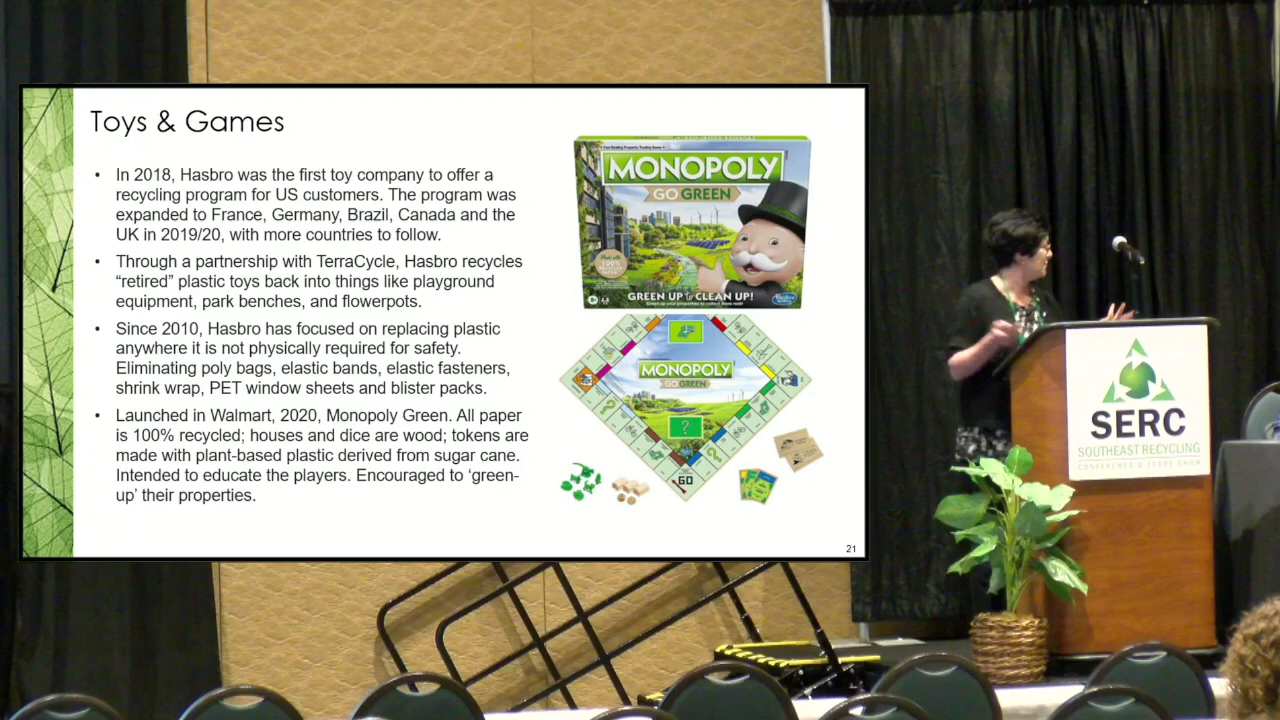 Toys & Games
• In 2018, Hasbro was the first toy company to offer a
recycling program for US customers. The program was
expanded to France, Germany, Brazil, Canada and the
UK in 2019/20, with more countries to follow.
• Through a partnership with TerraCycle, Hasbro recycles
“retired” plastic toys back into things like playground
equipment, park benches, and flowerpots.
• Since 2010, Hasbro has focused on replacing plastic
anywhere it is not physically required for safety.
Eliminating poly bags, elastic bands, elastic fasteners,
shrink wrap, PET window sheets and blister packs.
• Launched in Walmart, 2020, Monopoly Green. All paper
is 100% recycled; houses and dice are wood; tokens are
made with plant-based plastic derived from sugar cane.
Intended to educate the players. Encouraged to ‘green-
up’ their properties.
MONOPOLY
GO GREEN
100%
GREEN UP to CLEAN UP!
Hasbro
MONOPOLY
GO GREEN
?
?
?
GO
21
SERC
SOUTHEAST RECYCLING
CONFERENCE & TRADE SHOW